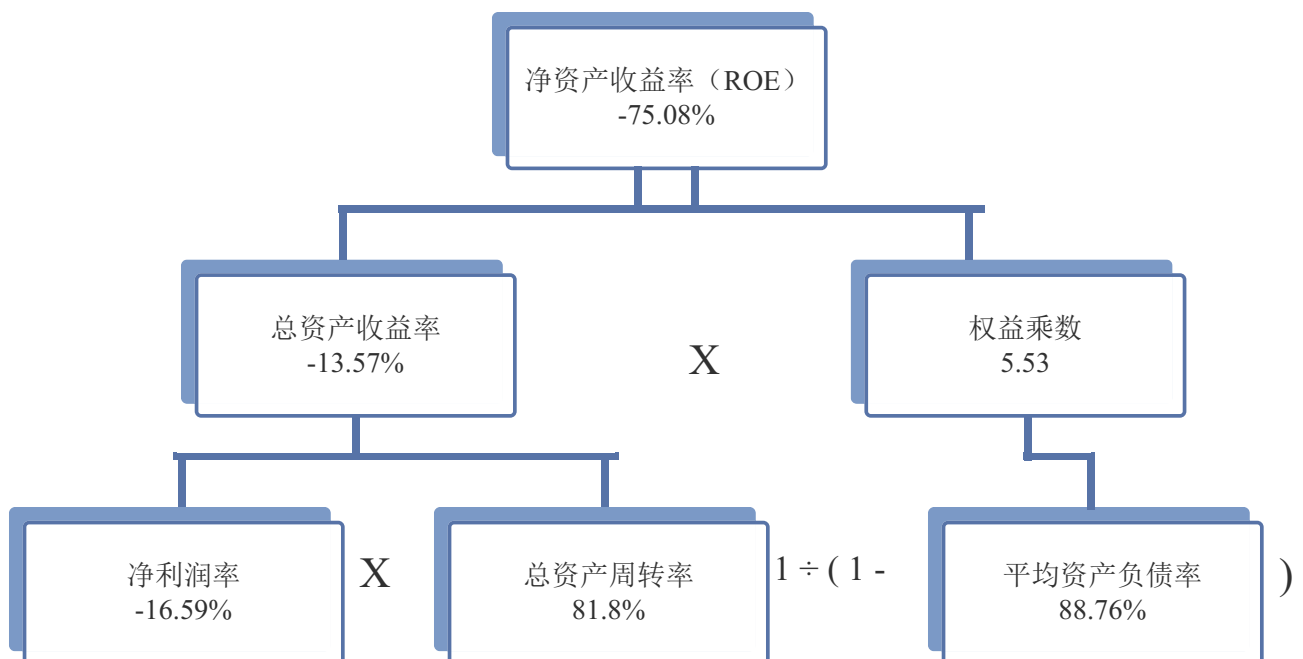 净资产收益率（ROE）
-75.08%
总资产收益率
-13.57%
X
权益乘数
5.53
净利润率
-16.59%
X
总资产周转率
81.8%
1 ÷ ( 1 -
平均资产负债率
88.76%
)